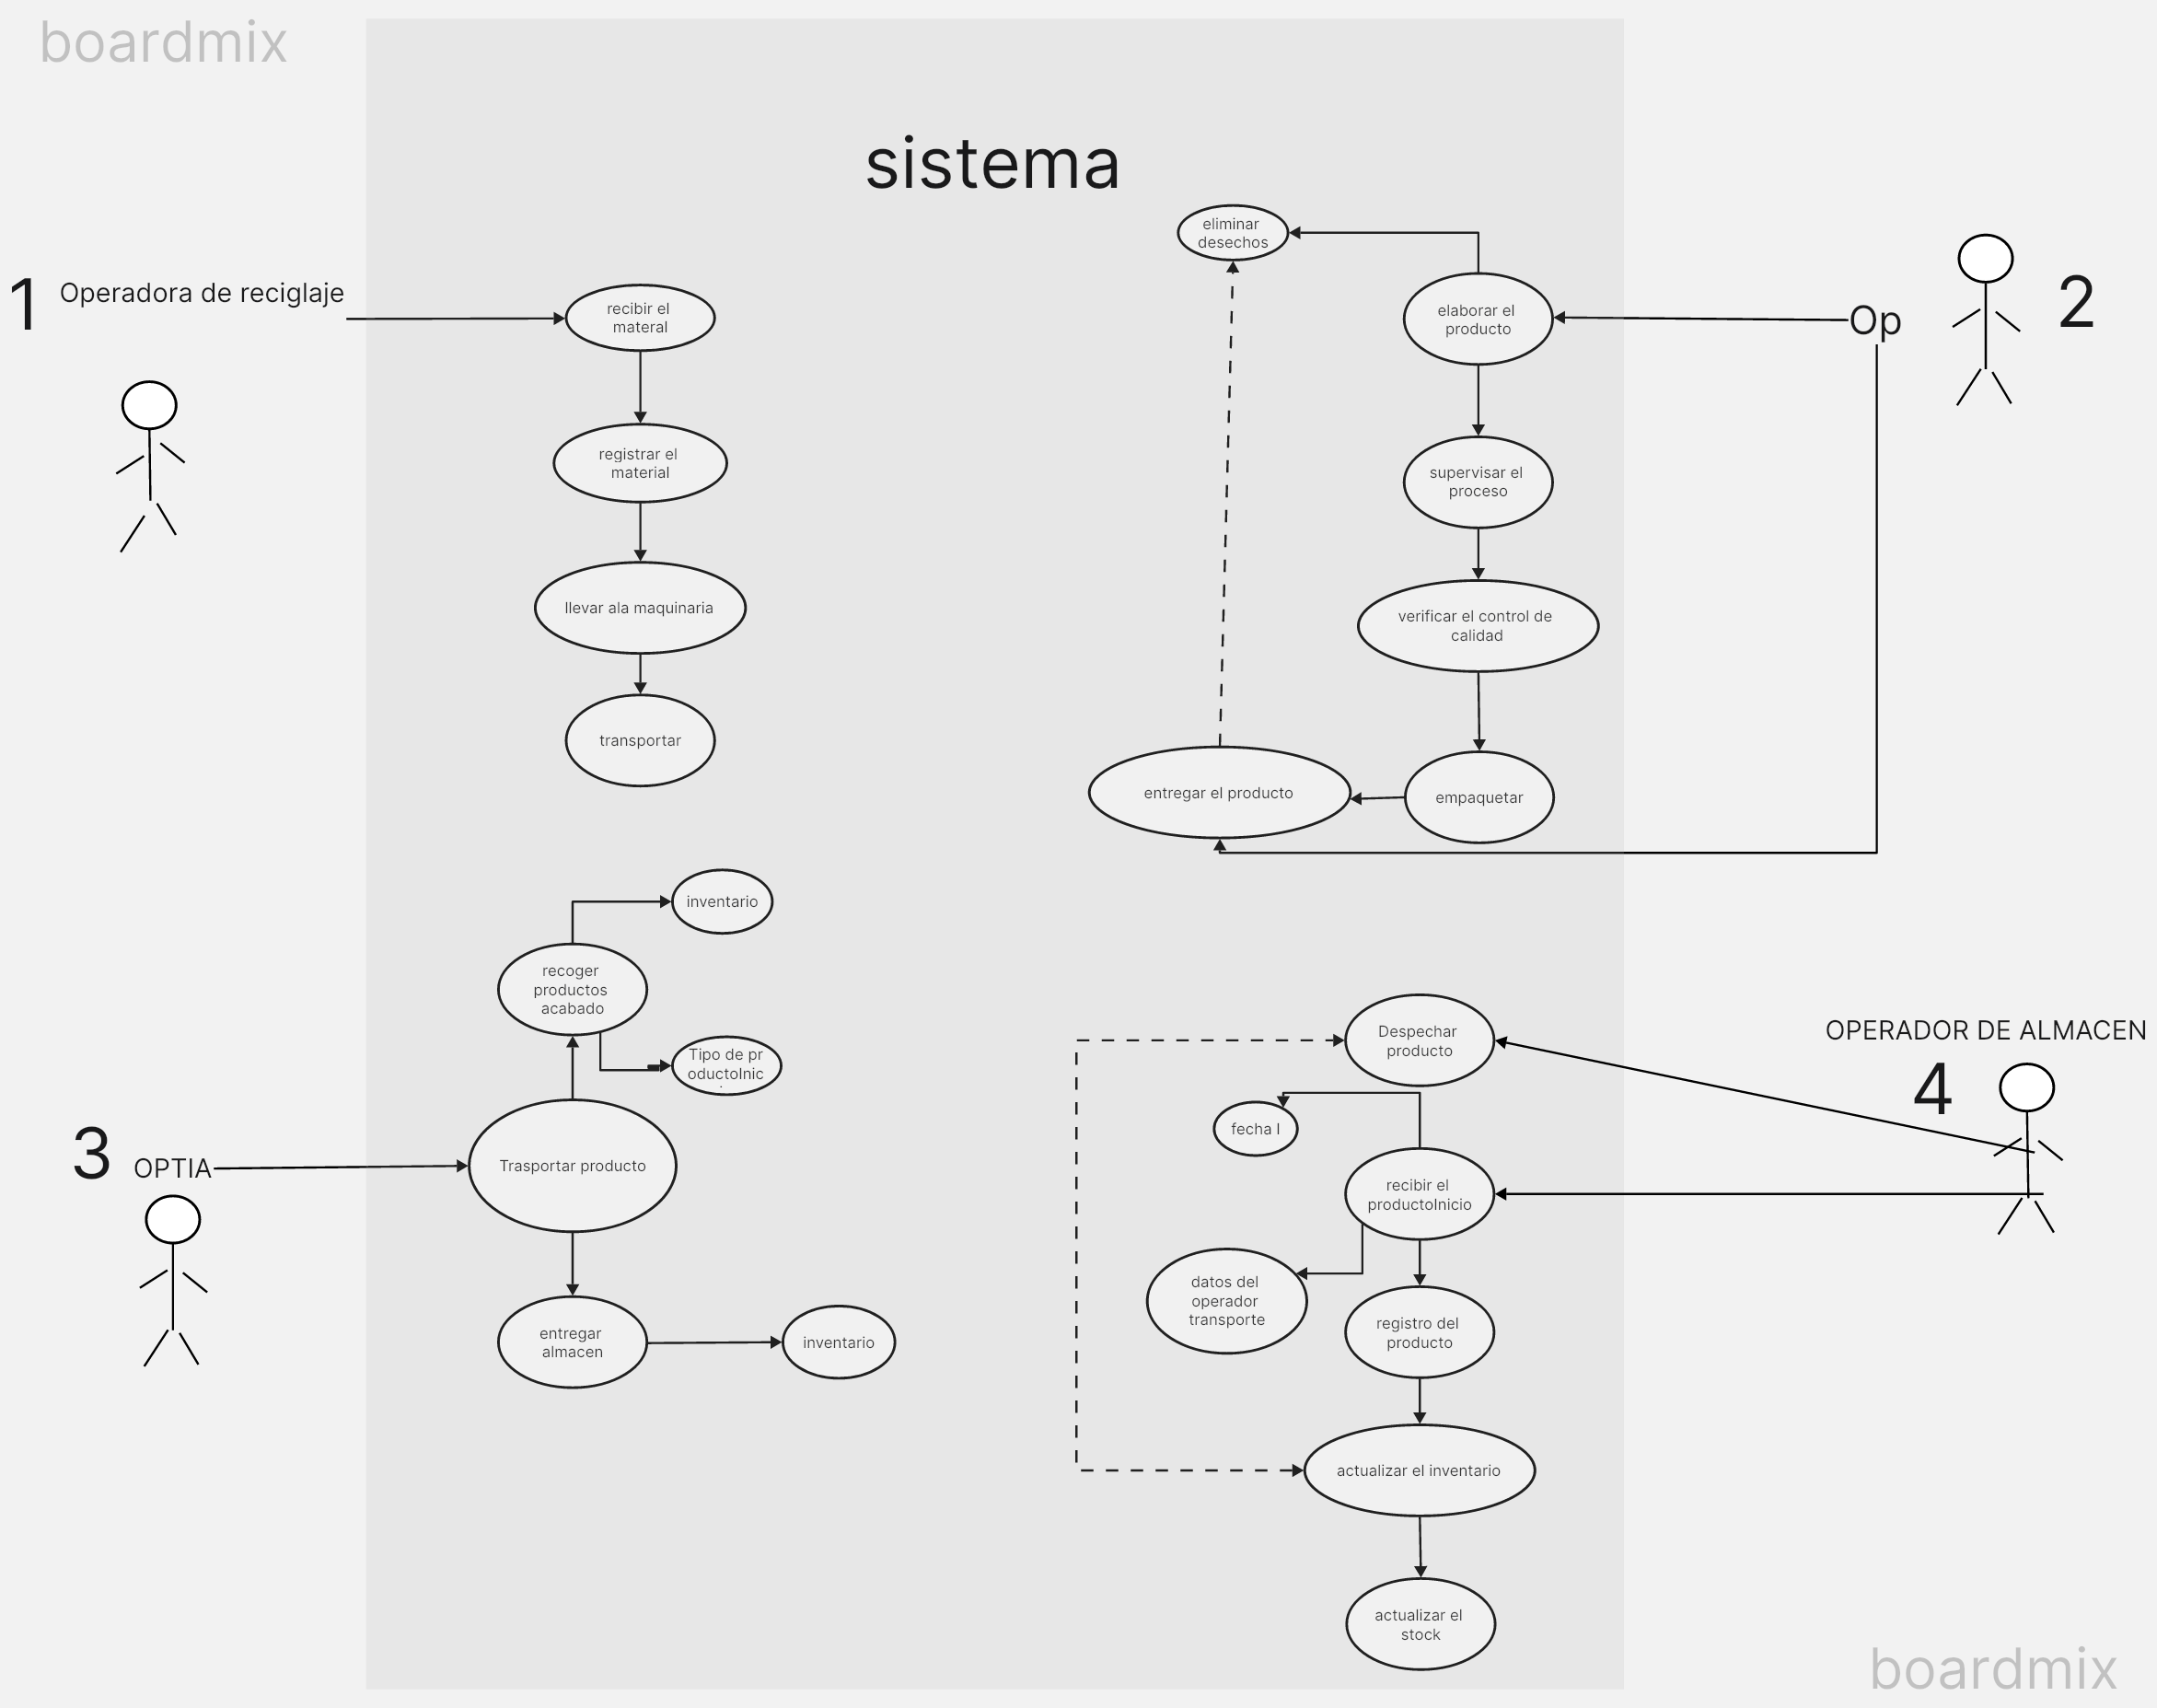 boardmix
sistema
1
Operadora de reciglaje
recibir el
materal
registrar el
material
llevar ala maquinaria
transportar
eliminar
desechos
elaborar el
producto
Op
2
supervisar el
proceso
verificar el control de
calidad
empaquetar
entregar el producto
inventario
recoger
productos
acabado
Tipo de pr
oductoInic
3
OPTIA
Trasportar producto
entregar
almacen
inventario
Despechar
producto
OPERADOR DE ALMACEN
4
fecha I
recibir el
productoInicio
datos del
operador
transporte
registro del
producto
actualizar el inventario
actualizar el
stock
boardmix